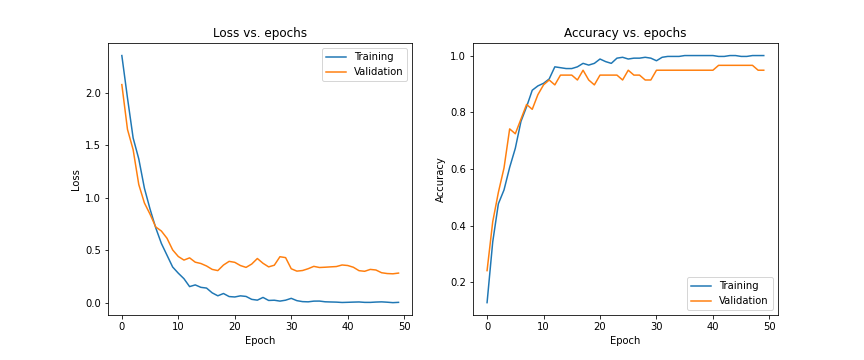 Loss vs. epochs
Training
Validation
2.0
1.5
1.0
0.5
0.0
Loss
0 10 20 30 40 50
Epoch
Accuracy vs. epochs
1.0
0.8
0.6
0.4
0.2
Accuracy
Training
Validation
0 10 20 30 40 50
Epoch